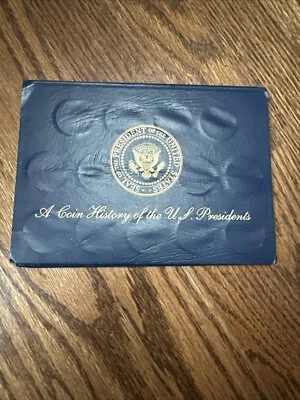 SEAL OF THE PRESIDENT OF THE UNITED STATES
A Coin History of the U.S. Presidents